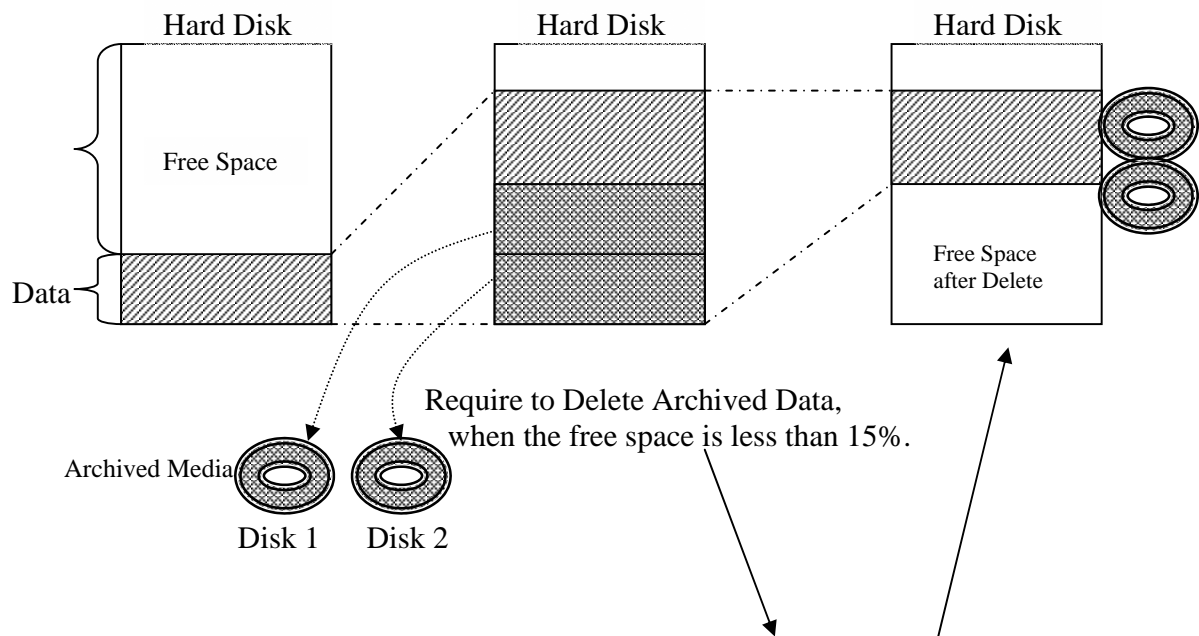 Hard Disk
Hard Disk
Hard Disk
Free Space
Data
Free Space
after Delete
Require to Delete Archived Data,
when the free space is less than 15%.
Archived Media
Disk 1
Disk 2